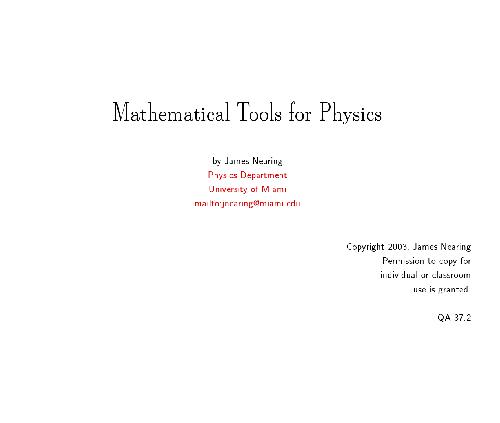 Mathematical Tools for Physics
by James Nearing
Physics Department
University of Miami
mailto:jnearing@miami.edu
Copyright 2003, James Nearing
Permission to copy for
individual or classroom
use is granted.
QA 37.2